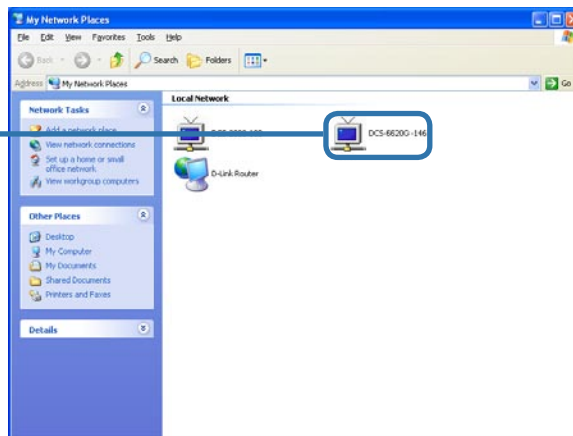 My Network Places
File Edit View Favorites Tools Help
Back Search Folders
Address My Network Places Go
Local Network
Network Tasks
Add a network place
View network connections
Set up a home or small
office network
View workgroup computers
DCS-6620G-146
D-Link Router
Other Places
Desktop
My Computer
My Documents
Shared Documents
Printers and Faxes
Details